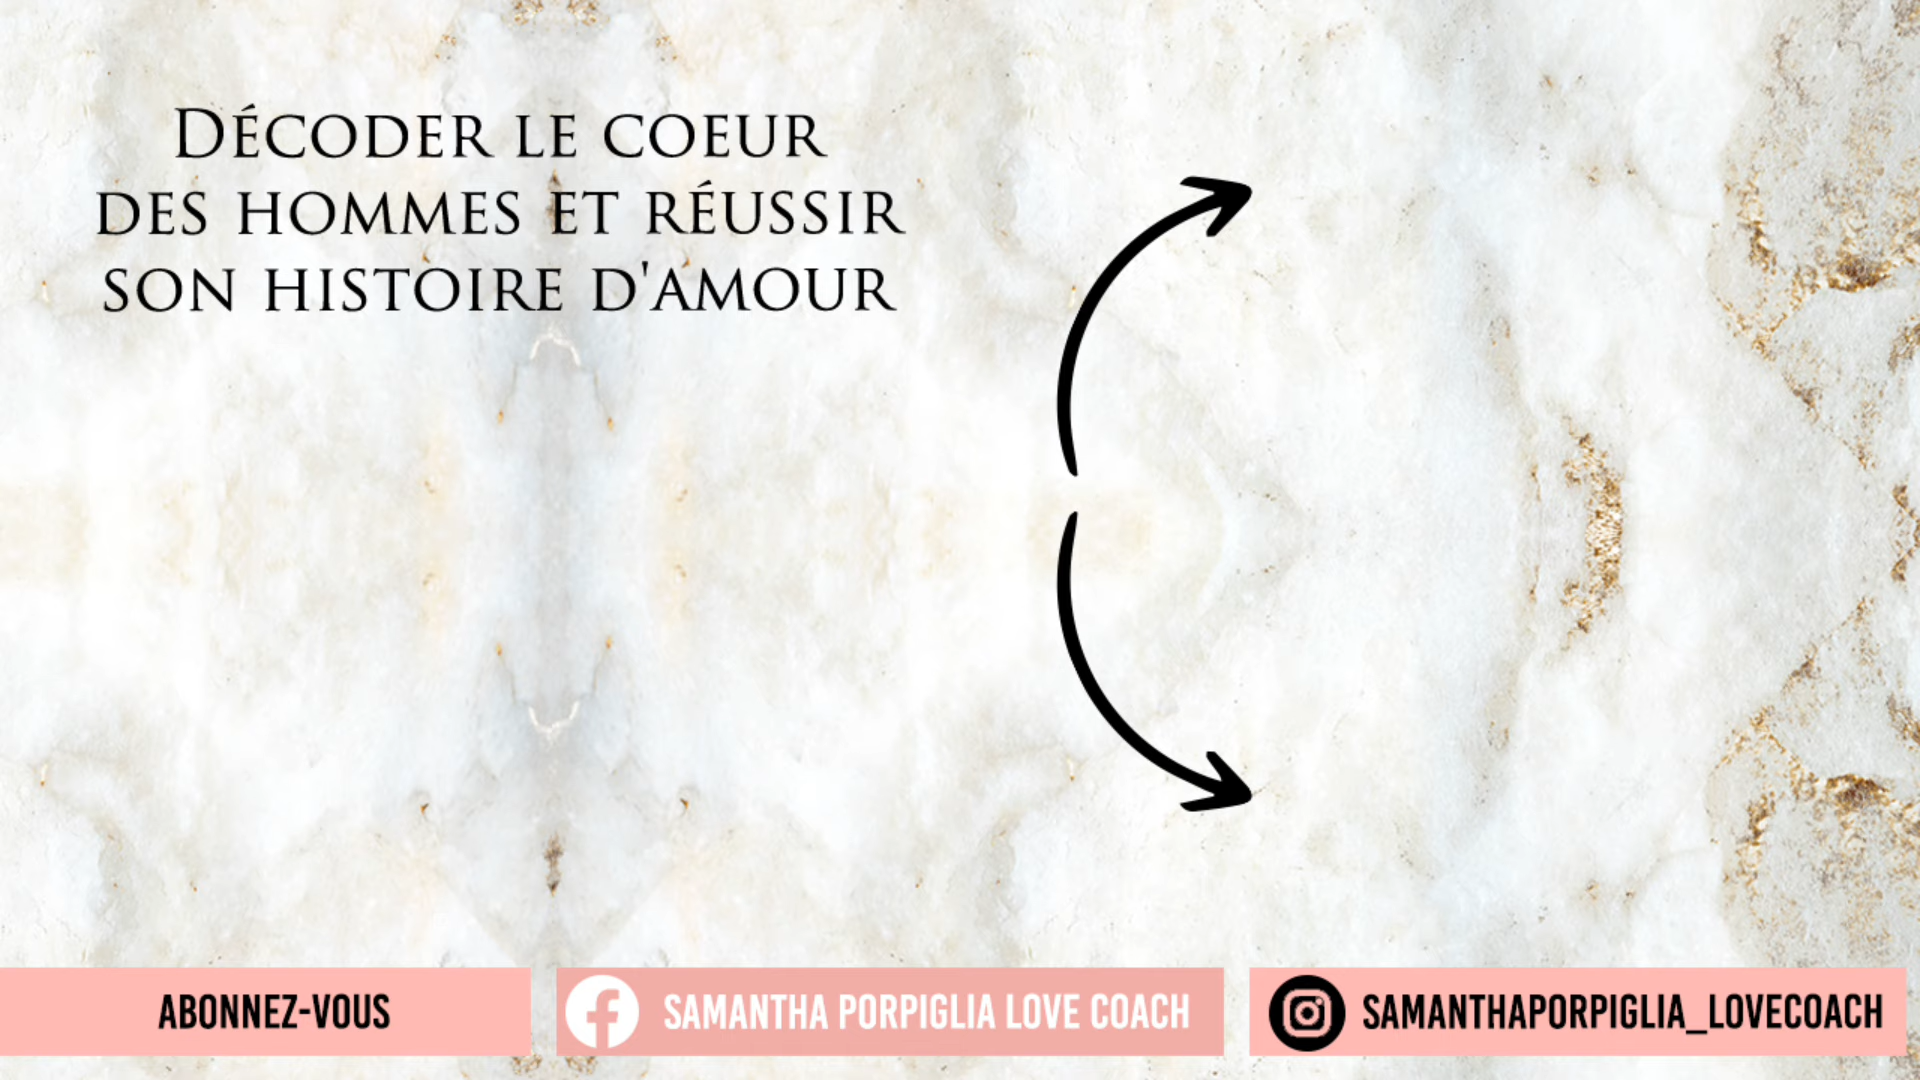 Décoder le coeur
des hommes et réussir
son histoire d'amour
ABONNEZ-VOUS
SAMANTHA PORPIGLIA LOVE COACH
SAMANTHAPORPIGLIA_LOVECOACH